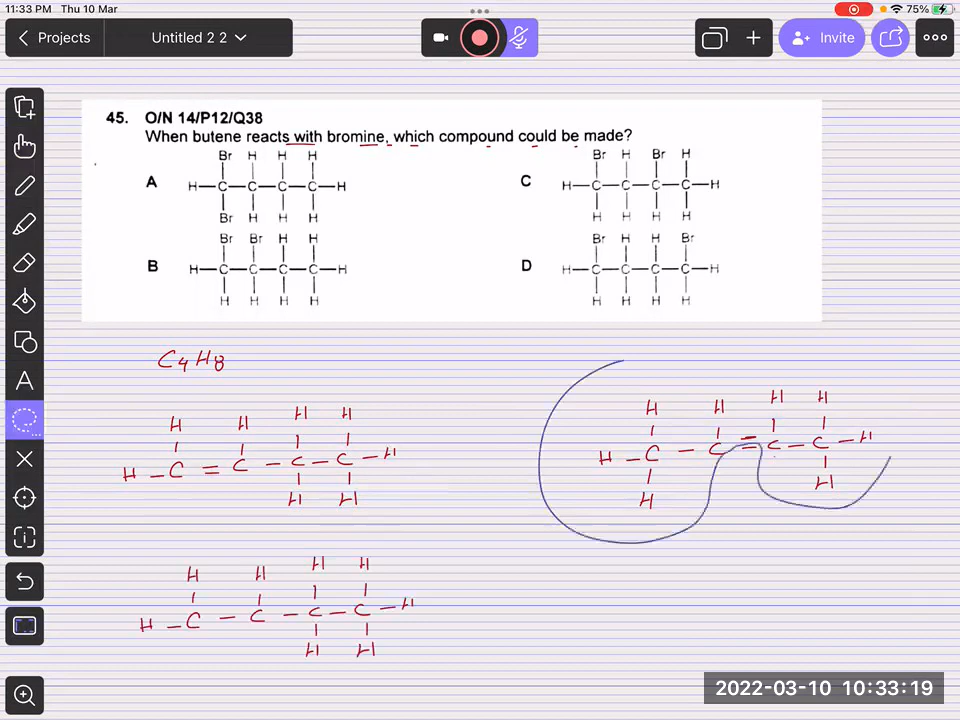 11:33 PM Thu 10 Mar
75%
Projects
Untitled 2 2
Invite
45. O/N 14/P12/Q38
When butene reacts with bromine, which compound could be made?
Br H H H
A H–C–C–C–C–H
Br H H H
Br H Br H
C H–C–C–C–C–H
H H H H
Br Br H H
B H–C–C–C–C–H
H H H H
Br H H Br
D H–C–C–C–C–H
H H H H
A
C4H8
H H H H
H–C=C–C–C–H
H H
H H H H
H–C–C=C–C–H
H H
H H H H
H–C–C–C–C–H
H H
2022-03-10 10:33:19